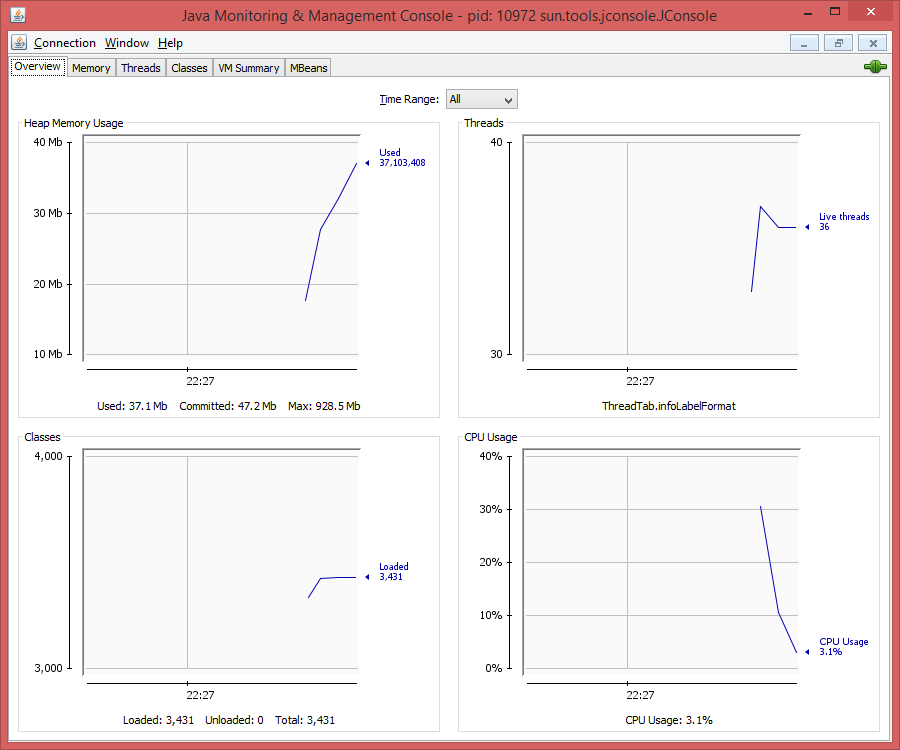 Java Monitoring & Management Console - pid: 10972 sun.tools.jconsole.JConsole
Connection Window Help
Overview Memory Threads Classes VM Summary MBeans
Time Range: All
Heap Memory Usage
40 Mb
30 Mb
20 Mb
10 Mb
Used
37,103,408
22:27
Used: 37.1 Mb Committed: 47.2 Mb Max: 928.5 Mb
Threads
40
30
Live threads
36
22:27
ThreadTab.infoLabelFormat
Classes
4,000
3,000
Loaded
3,431
22:27
Loaded: 3,431 Unloaded: 0 Total: 3,431
CPU Usage
40%
30%
20%
10%
0%
CPU Usage
3.1%
22:27
CPU Usage: 3.1%